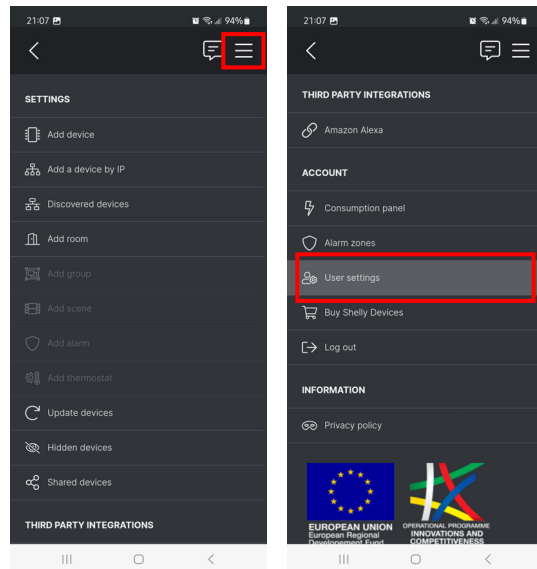 21:07
94%
SETTINGS
Add device
Add a device by IP
Discovered devices
Add room
Add group
Add scene
Add alarm
Add thermostat
Update devices
Hidden devices
Shared devices
THIRD PARTY INTEGRATIONS
21:07
94%
THIRD PARTY INTEGRATIONS
Amazon Alexa
ACCOUNT
Consumption panel
Alarm zones
User settings
Buy Shelly Devices
Log out
INFORMATION
Privacy policy
EUROPEAN UNION
European Regional
Development Fund
OPERATIONAL PROGRAMME
INNOVATIONS AND
COMPETITIVENESS